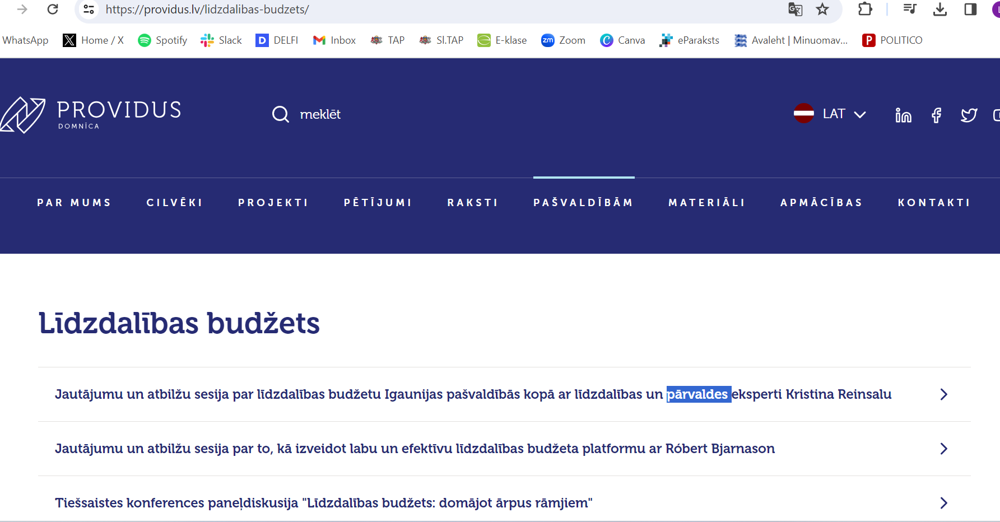 https://providus.lv/lidzdalibas-budzets/
WhatsApp Home / X Spotify Slack DELFI Inbox TAP Sl.TAP E-klase Zoom Canva eParaksts Avaleht | Minuomav... POLITICO
PROVIDUS
DOMNĪCA
meklēt
LAT
PAR MUMS CILVĒKI PROJEKTI PĒTĪJUMI RAKSTI PAŠVALDĪBĀM MATERIĀLI APMĀCĪBAS KONTAKTI
Līdzdalības budžets
Jautājumu un atbilžu sesija par līdzdalības budžetu Igaunijas pašvaldībās kopā ar līdzdalības un pārvaldes eksperti Kristina Reinsalu
Jautājumu un atbilžu sesija par to, kā izveidot labu un efektīvu līdzdalības budžeta platformu ar Róbert Bjarnason
Tiešsaistes konferences paneļdiskusija "Līdzdalības budžets: domājot ārpus rāmjiem"